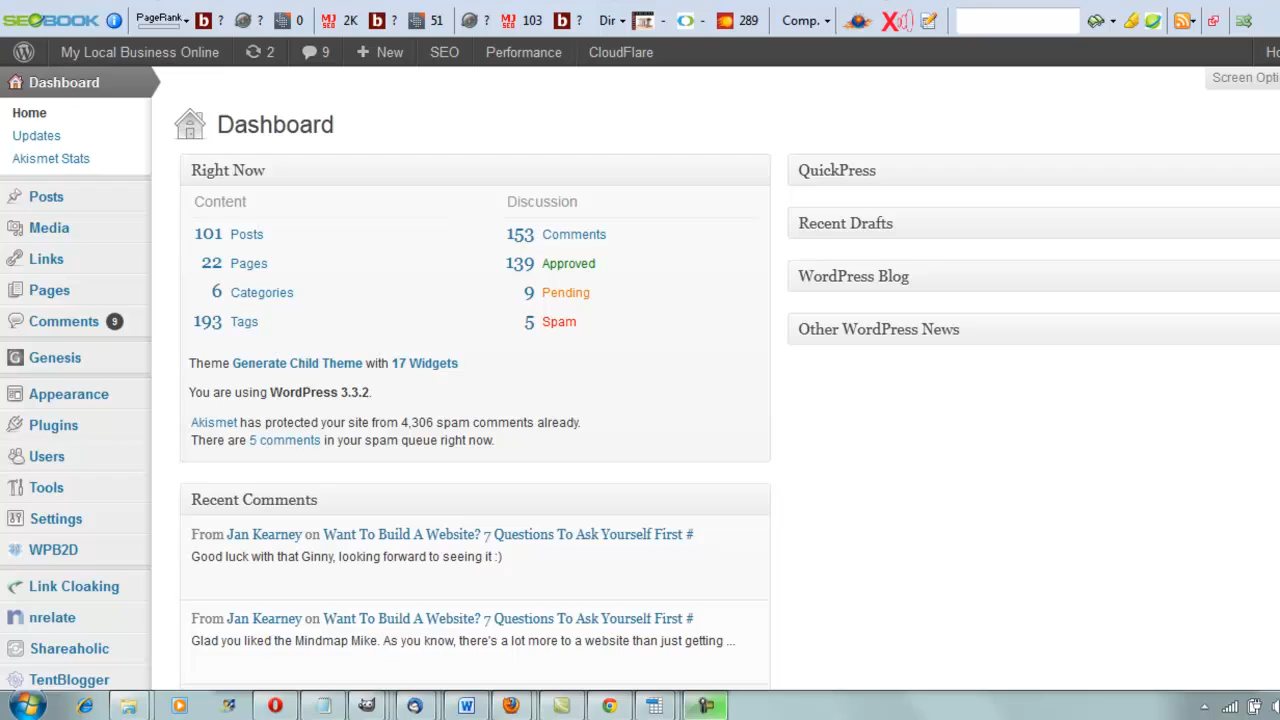 SEOBOOK PageRank ? ? 0 MJ SEO 2K ? 51 ? MJ SEO 103 ? Dir - - 289 Comp. X
My Local Business Online 2 9 New SEO Performance CloudFlare Ho
Dashboard
Screen Opti
Home
Updates
Akismet Stats
Posts
Media
Links
Pages
Comments 9
Genesis
Appearance
Plugins
Users
Tools
Settings
WPB2D
Link Cloaking
nrelate
Shareaholic
TentBlogger
Dashboard
Right Now
Content
Discussion
101 Posts
153 Comments
22 Pages
139 Approved
6 Categories
9 Pending
193 Tags
5 Spam
Theme Generate Child Theme with 17 Widgets
You are using WordPress 3.3.2.
Akismet has protected your site from 4,306 spam comments already.
There are 5 comments in your spam queue right now.
Recent Comments
From Jan Kearney on Want To Build A Website? 7 Questions To Ask Yourself First #
Good luck with that Ginny, looking forward to seeing it :)
From Jan Kearney on Want To Build A Website? 7 Questions To Ask Yourself First #
Glad you liked the Mindmap Mike. As you know, there's a lot more to a website than just getting ...
QuickPress
Recent Drafts
WordPress Blog
Other WordPress News